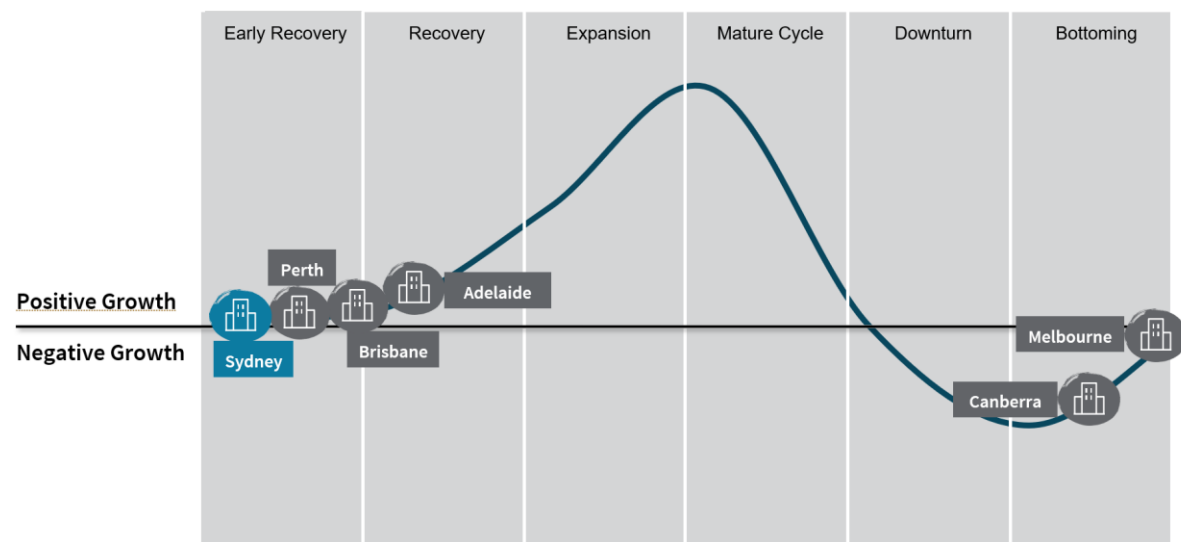 Early Recovery
Recovery
Expansion
Mature Cycle
Downturn
Bottoming
Perth
Adelaide
Positive Growth
Melbourne
Negative Growth
Brisbane
Sydney
Canberra